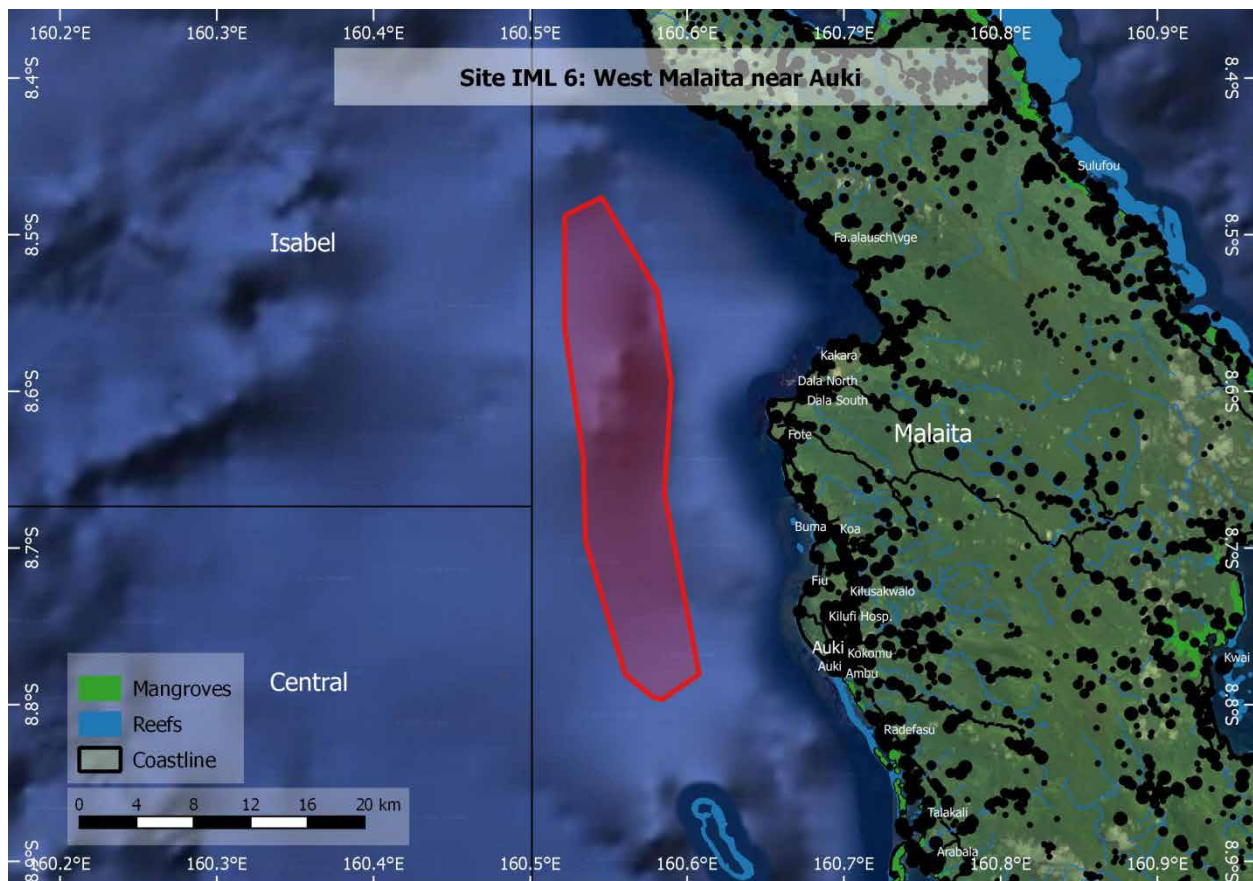 160.2°E 160.3°E 160.4°E 160.5°E 160.6°E 160.7°E 160.8°E 160.9°E
Site IML 6: West Malaita near Auki
8.4°S 8.4°S
Sulufou
Fa.alausch\vge
8.5°S 8.5°S
Isabel
Kakara
Dala North
8.6°S 8.6°S
Dala South
Fote
Malaita
Buma Koa
8.7°S 8.7°S
Fiu
Kilusakwalo
Kilufi Hosp.
Auki Kokomu
Kwai
Auki Ambu
Central
8.8°S 8.8°S
Radefasu
Mangroves
Reefs
Coastline
0 4 8 12 16 20 km
Talakali
Arabala
8.9°S 8.9°S
160.2°E 160.3°E 160.4°E 160.5°E 160.6°E 160.7°E 160.8°E 160.9°E